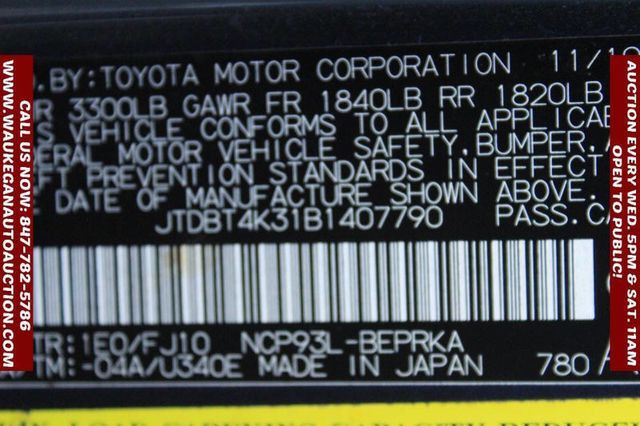 WWW.WAUKEGANAUTOAUCTION.COM
CALL US NOW: 847-782-5786
D.BY:TOYOTA MOTOR CORPORATION 11/10
R 3300LB GAWR FR 1840LB RR 1820LB
S VEHICLE CONFORMS TO ALL APPLICAB
ERAL MOTOR VEHICLE SAFETY,BUMPER,A
FT PREVENTION STANDARDS IN EFFECT
E DATE OF MANUFACTURE SHOWN ABOVE.
JTDBT4K31B1407790 PASS.CA
TR:1E0/FJ10 NCP93L-BEPRKA
TM:-04A/U340E MADE IN JAPAN 780
AUCTION EVERY WED. 5PM & SAT. 11AM
OPEN TO PUBLIC!